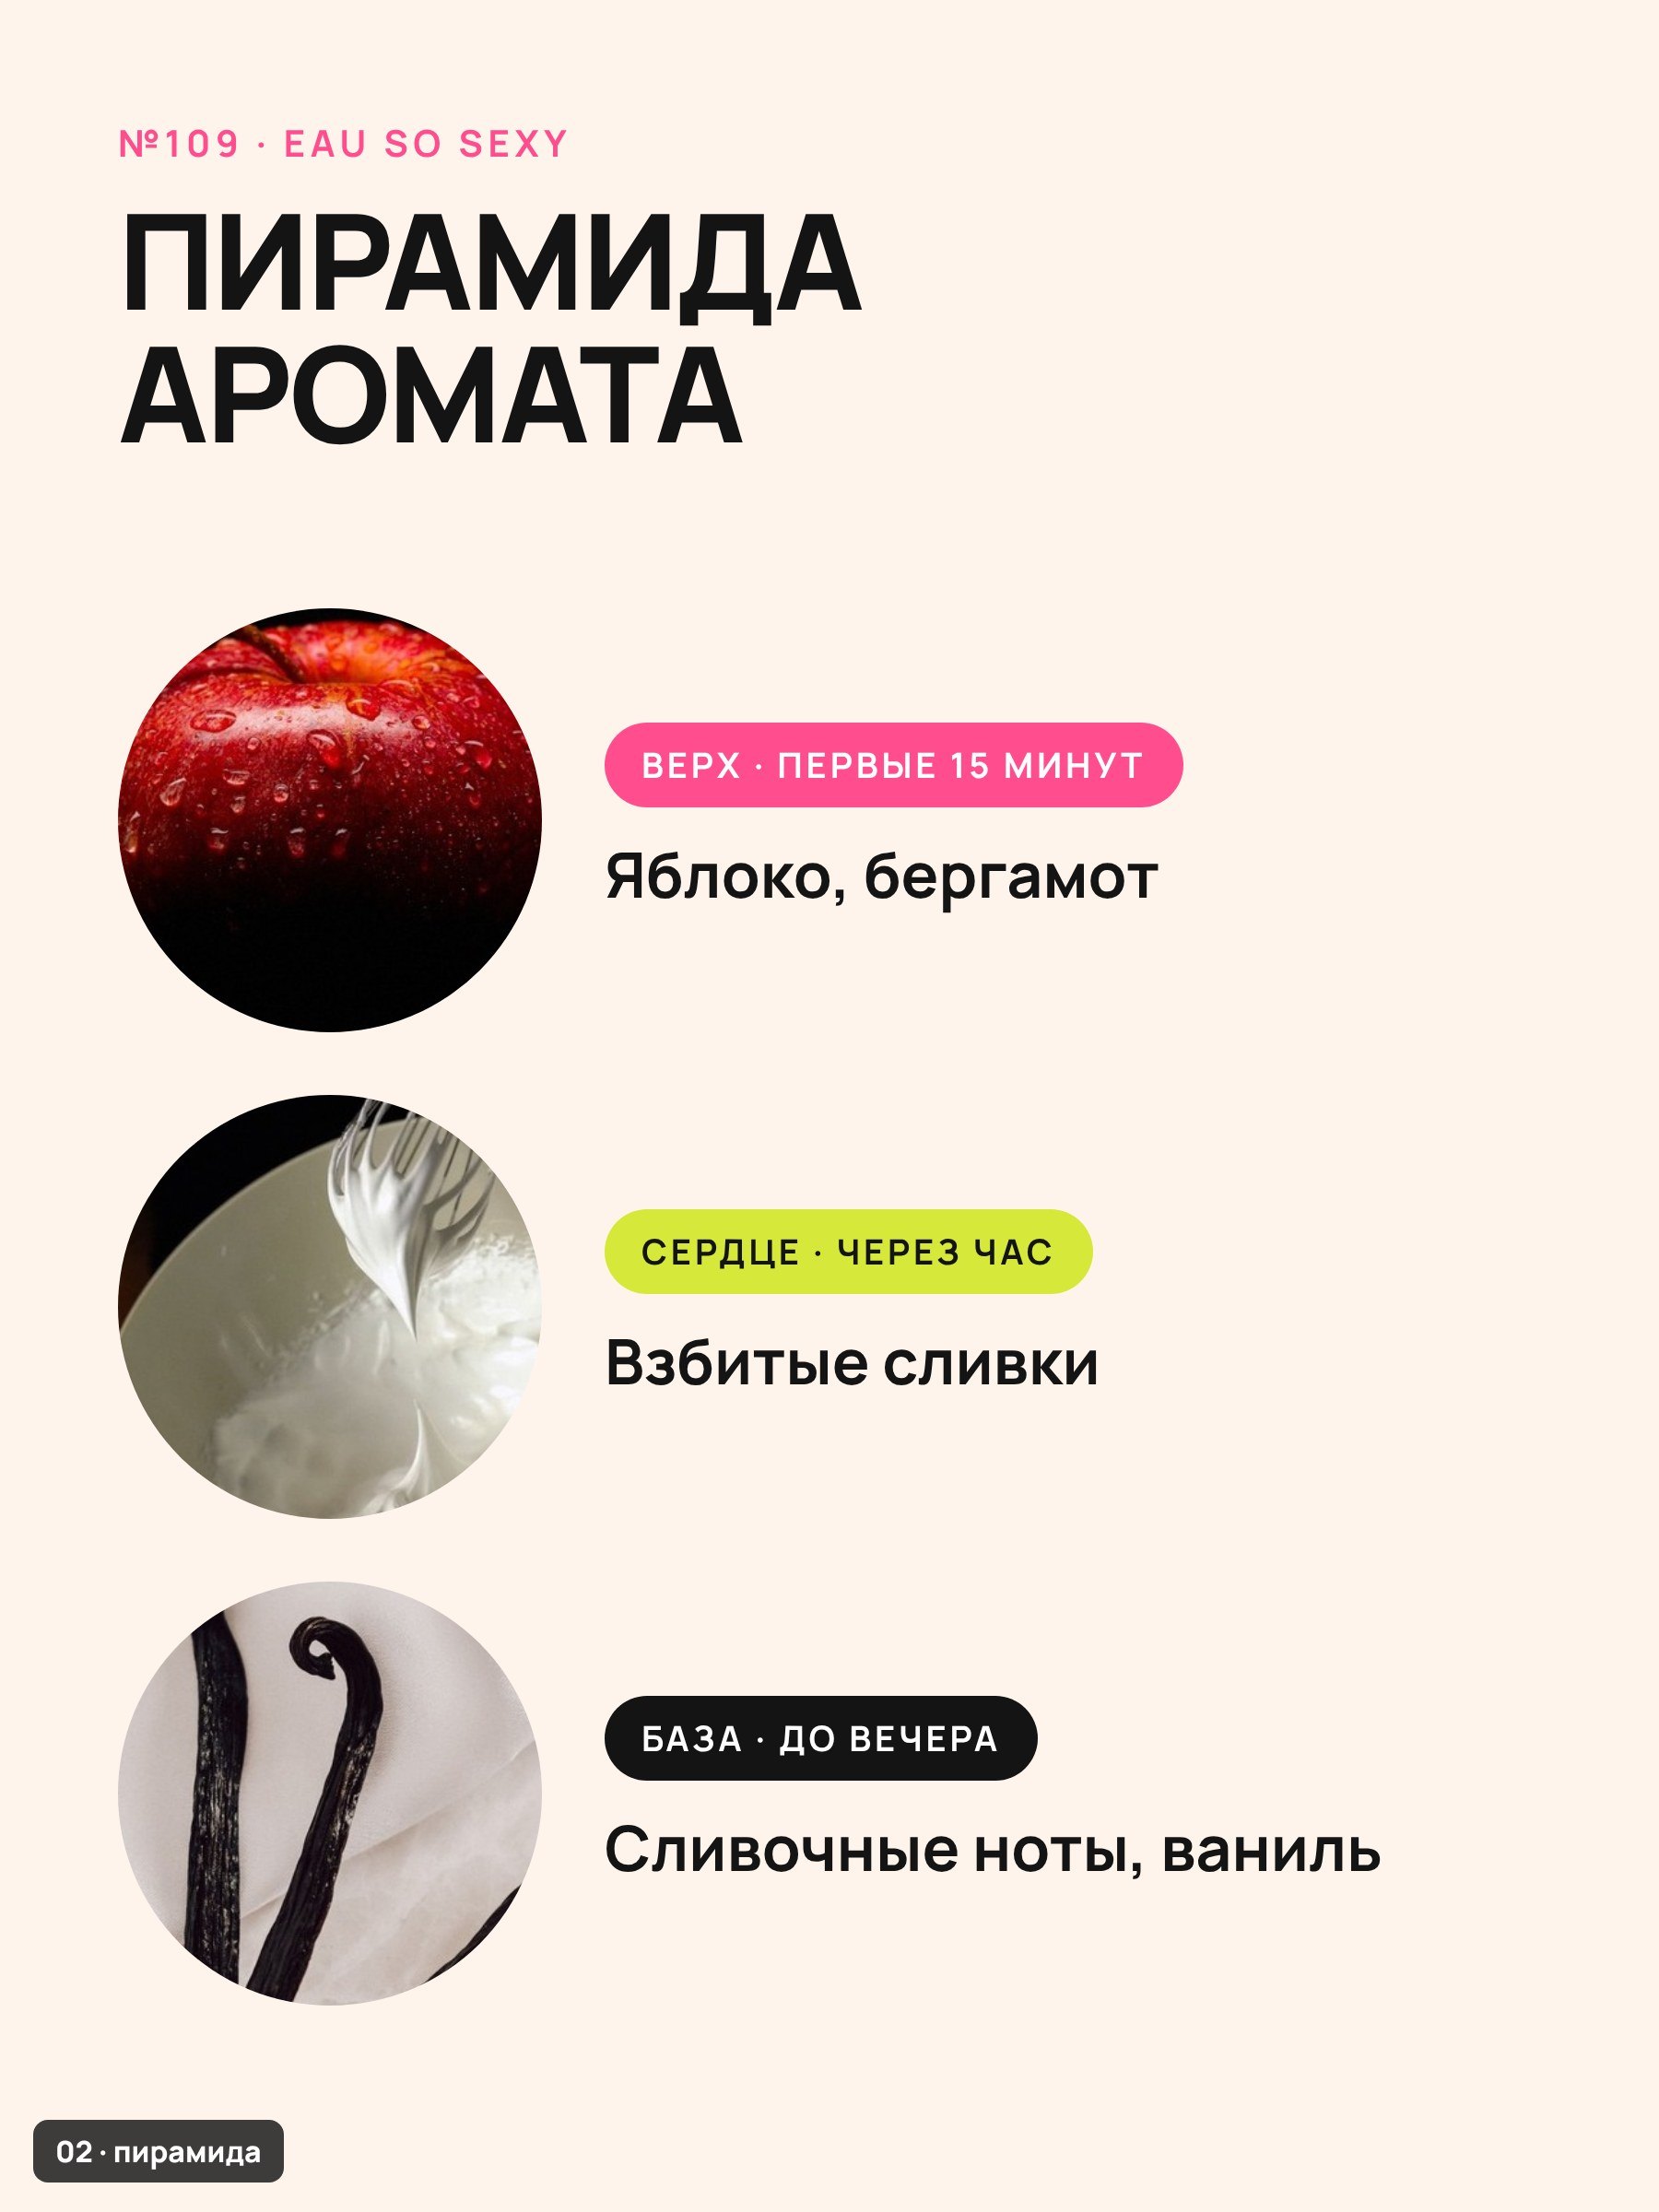 №109 · EAU SO SEXY
ПИРАМИДА
АРОМАТА
ВЕРХ · ПЕРВЫЕ 15 МИНУТ
Яблоко, бергамот
СЕРДЦЕ · ЧЕРЕЗ ЧАС
Взбитые сливки
БАЗА · ДО ВЕЧЕРА
Сливочные ноты, ваниль
02 · пирамида